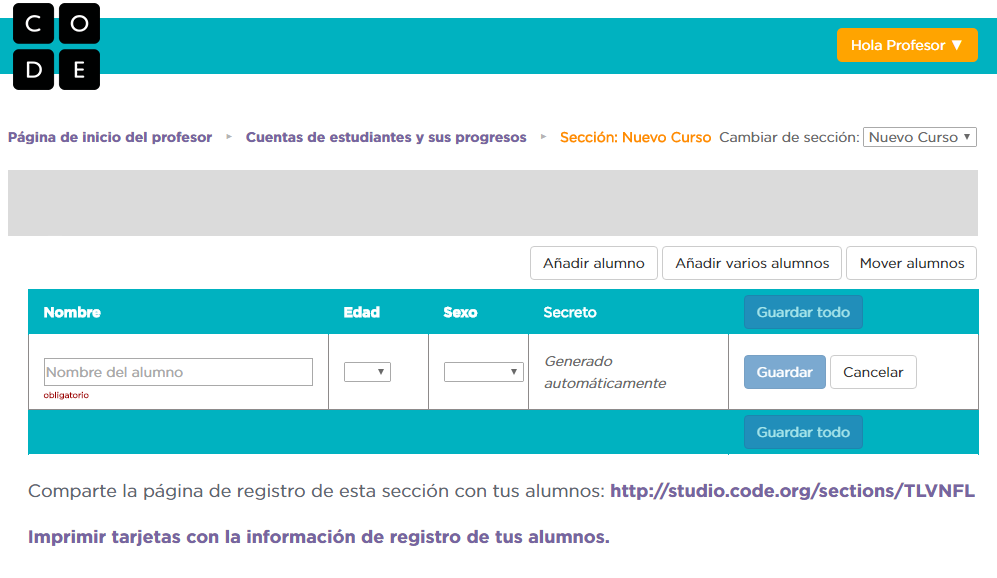 C O
D E
Hola Profesor ▼
Página de inicio del profesor ▸ Cuentas de estudiantes y sus progresos ▸ Sección: Nuevo Curso Cambiar de sección: Nuevo Curso ▼
Añadir alumno Añadir varios alumnos Mover alumnos
Nombre Edad Sexo Secreto Guardar todo
Nombre del alumno
obligatorio
Generado
automáticamente
Guardar Cancelar
Guardar todo
Comparte la página de registro de esta sección con tus alumnos: http://studio.code.org/sections/TLVNFL
Imprimir tarjetas con la información de registro de tus alumnos.